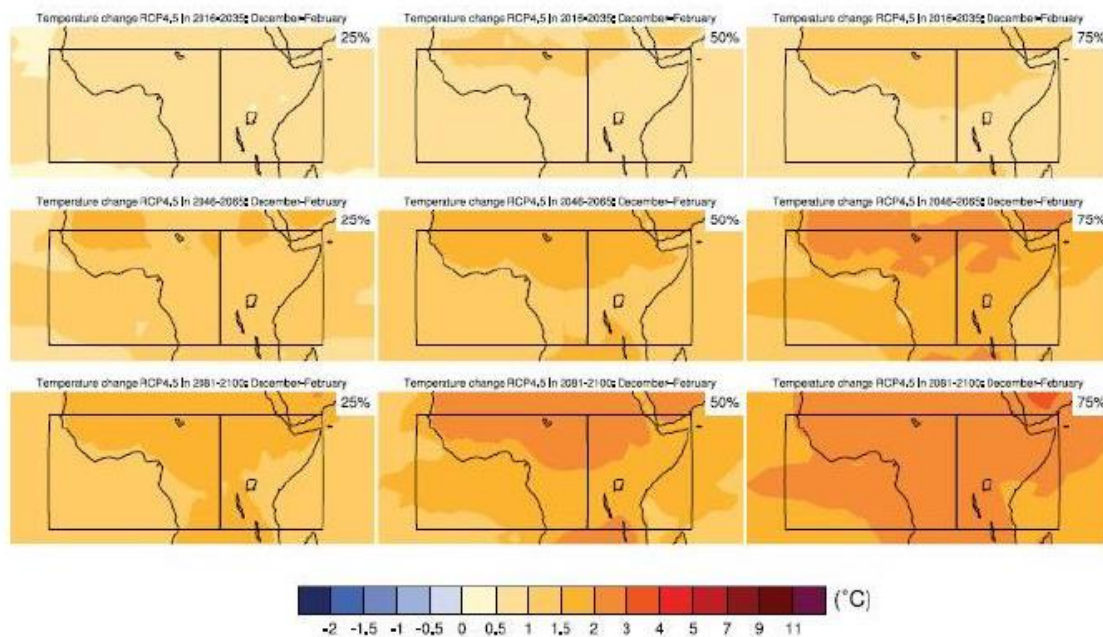 Temperature change RCP4.5 in 2016-2035: December-February
25%
Temperature change RCP4.5 in 2016-2035: December-February
50%
Temperature change RCP4.5 in 2016-2035: December-February
75%
Temperature change RCP4.5 in 2046-2065: December-February
25%
Temperature change RCP4.5 in 2046-2065: December-February
50%
Temperature change RCP4.5 in 2046-2065: December-February
75%
Temperature change RCP4.5 in 2081-2100: December-February
25%
Temperature change RCP4.5 in 2081-2100: December-February
50%
Temperature change RCP4.5 in 2081-2100: December-February
75%
(°C)
-2 -1.5 -1 -0.5 0 0.5 1 1.5 2 3 4 5 7 9 11